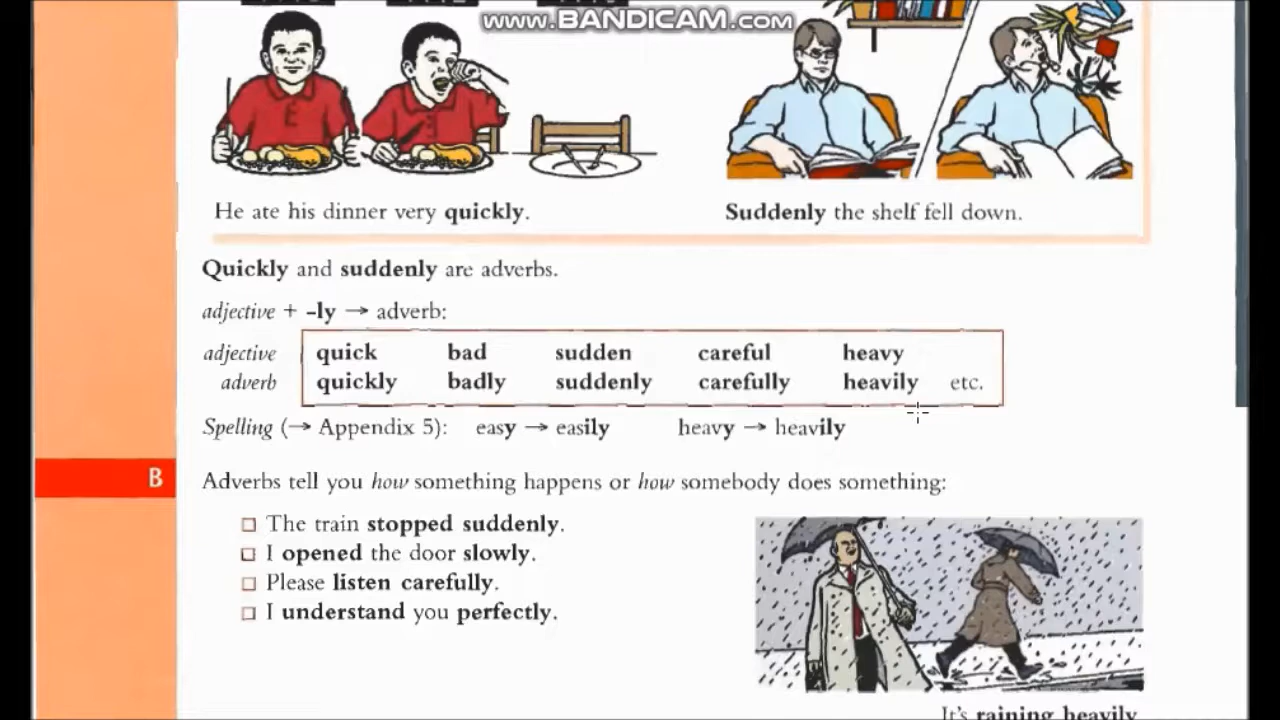 www.BANDICAM.com
He ate his dinner very quickly.
Suddenly the shelf fell down.
Quickly and suddenly are adverbs.
adjective + -ly → adverb:
adjective quick bad sudden careful heavy
adverb quickly badly suddenly carefully heavily etc.
Spelling (→ Appendix 5): easy → easily heavy → heavily
B Adverbs tell you how something happens or how somebody does something:
The train stopped suddenly.
I opened the door slowly.
Please listen carefully.
I understand you perfectly.
It's raining heavily